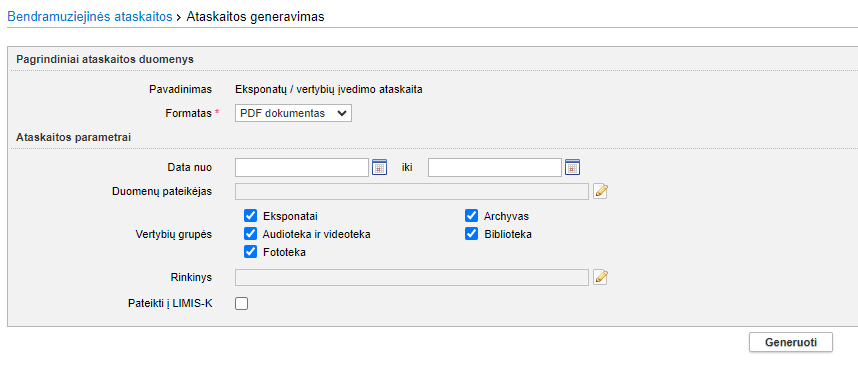 Bendramuziejinės ataskaitos > Ataskaitos generavimas
Pagrindiniai ataskaitos duomenys
Pavadinimas Eksponatų / vertybių įvedimo ataskaita
Formatas * PDF dokumentas
Ataskaitos parametrai
Data nuo iki
Duomenų pateikėjas
Eksponatai Archyvas
Vertybių grupės Audioteka ir videoteka Biblioteka
Fototeka
Rinkinys
Pateikti į LIMIS-K
Generuoti